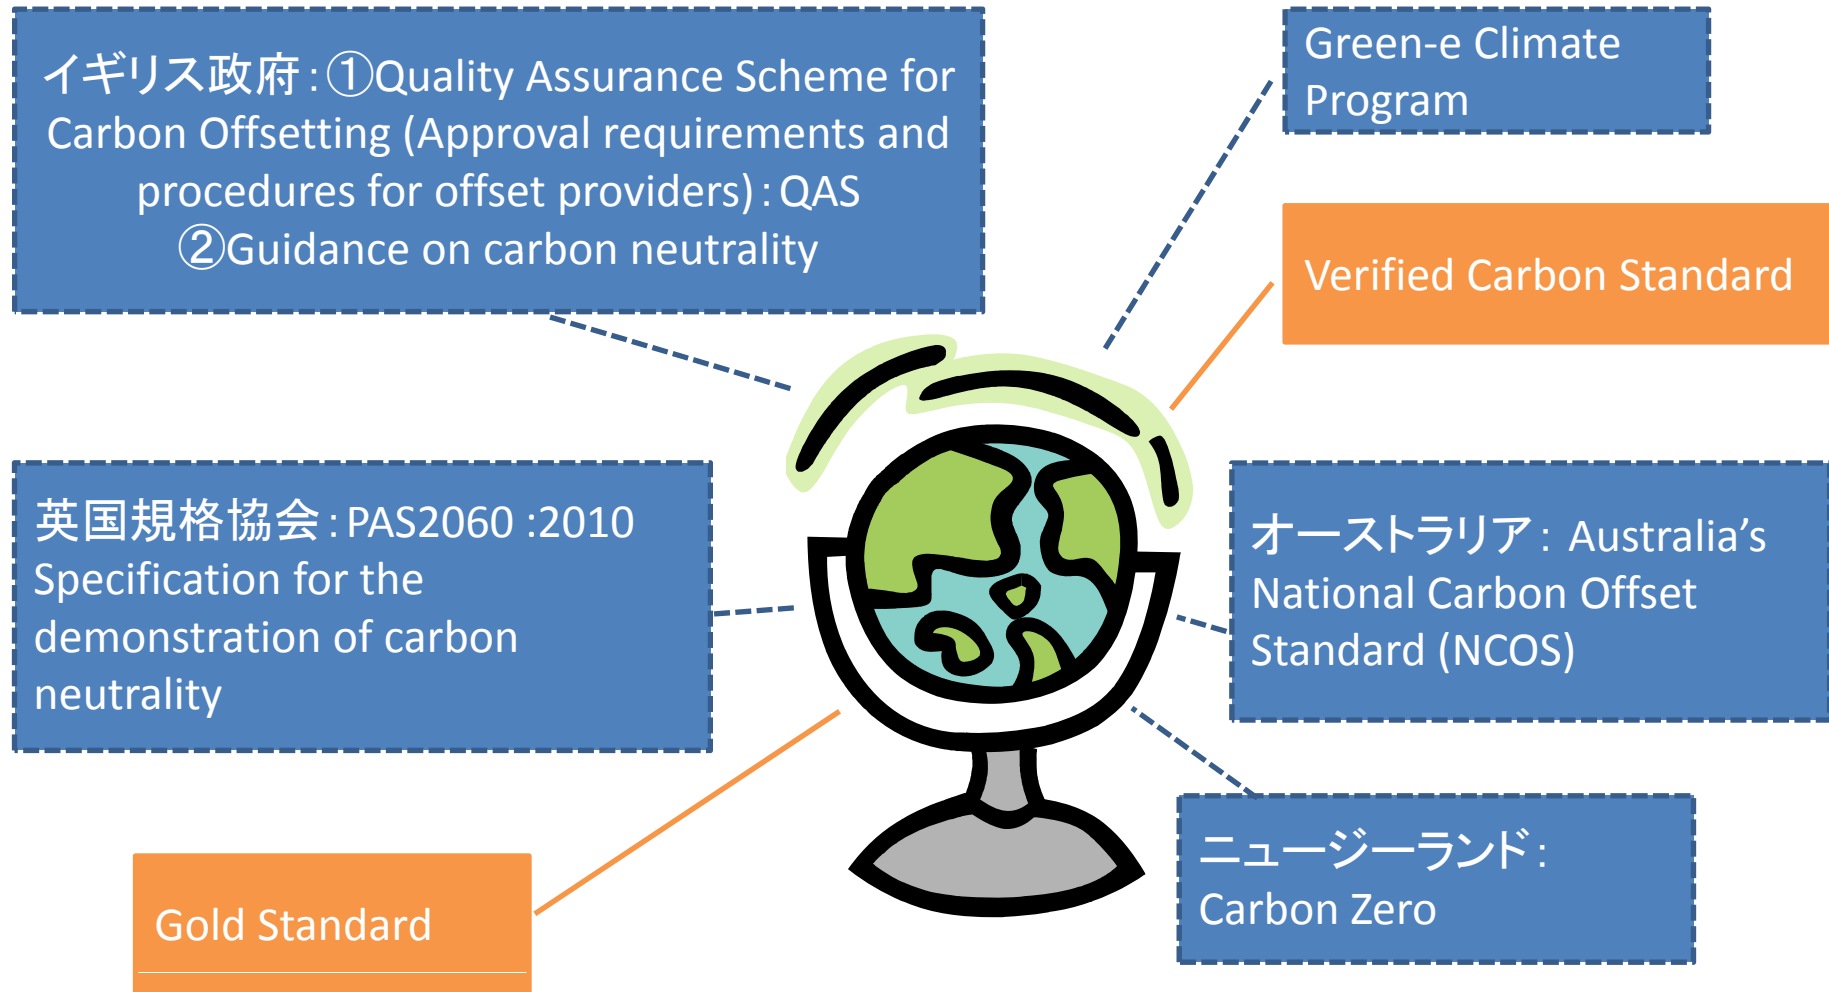 イギリス政府：①Quality Assurance Scheme for
Carbon Offsetting (Approval requirements and
procedures for offset providers)：QAS
②Guidance on carbon neutrality
Green-e Climate
Program
Verified Carbon Standard
英国規格協会：PAS2060 :2010
Specification for the
demonstration of carbon
neutrality
オーストラリア： Australia’s
National Carbon Offset
Standard (NCOS)
ニュージーランド：
Carbon Zero
Gold Standard